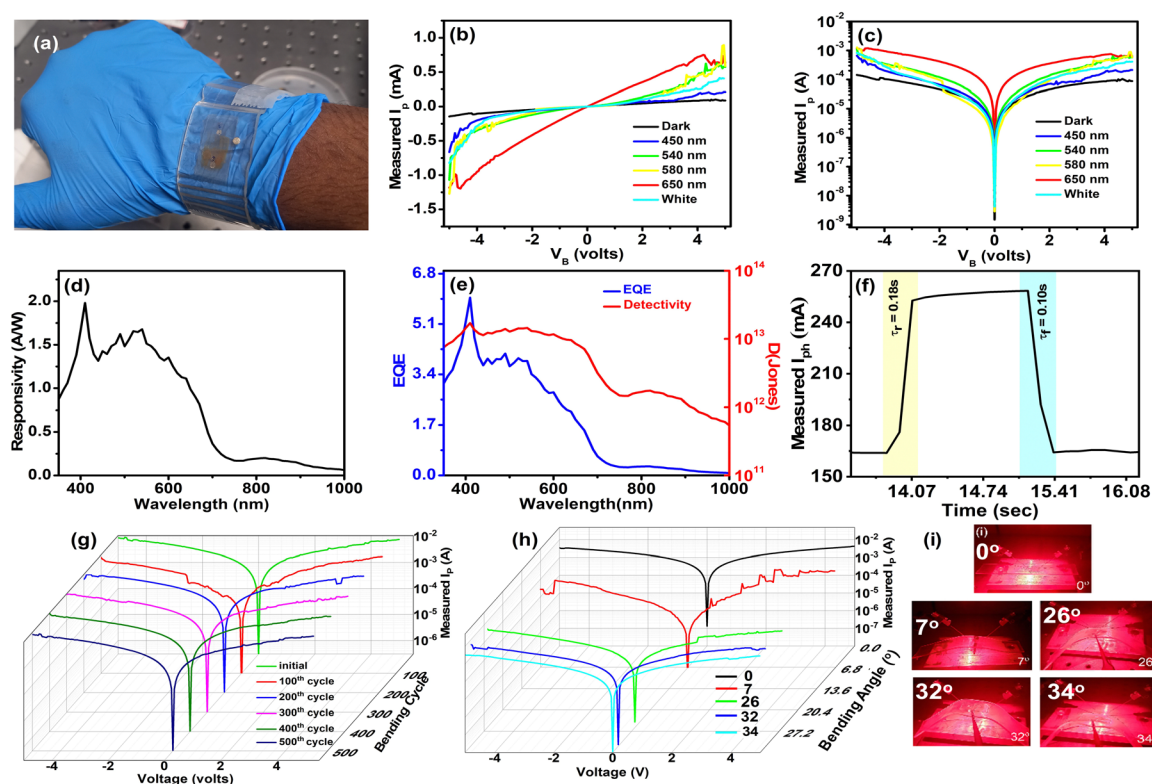 (a)
(b)
Measured I_p (mA)
1.0
0.5
0.0
-0.5
-1.0
-1.5
Dark
450 nm
540 nm
580 nm
650 nm
White
-4 -2 0 2 4
V_B (volts)
(c)
Measured I_p (A)
10^-2
10^-3
10^-4
10^-5
10^-6
10^-7
10^-8
10^-9
Dark
450 nm
540 nm
580 nm
650 nm
White
-4 -2 0 2 4
V_B (volts)
(d)
Responsivity (A/W)
2.0
1.5
1.0
0.5
0.0
400 600 800 1000
Wavelength (nm)
(e)
EQE
6.8
5.1
3.4
1.7
0.0
EQE
Detectivity
10^14
10^13
10^12
10^11
D(Jones)
400 500 600 700 800 900 1000
Wavelength(nm)
(f)
Measured I_ph (mA)
270
240
210
180
150
τ_r = 0.18s
τ_f = 0.10s
14.07 14.74 15.41 16.08
Time (sec)
(g)
10^-2
10^-3
10^-4
10^-5
10^-6
Measured I_P (A)
initial
100th cycle
200th cycle
300th cycle
400th cycle
500th cycle
100
200
300
400
500
Bending Cycle
-4 -2 0 2 4
Voltage (volts)
(h)
10^-2
10^-3
10^-4
10^-5
10^-6
10^-7
Measured I_P (A)
0
7
26
32
34
0.0
6.8
13.6
20.4
27.2
Bending Angle (°)
-4 -2 0 2 4
Voltage (V)
(i)
(i)
0°
0°
7°
7°
26°
26
32°
32°
34°
34